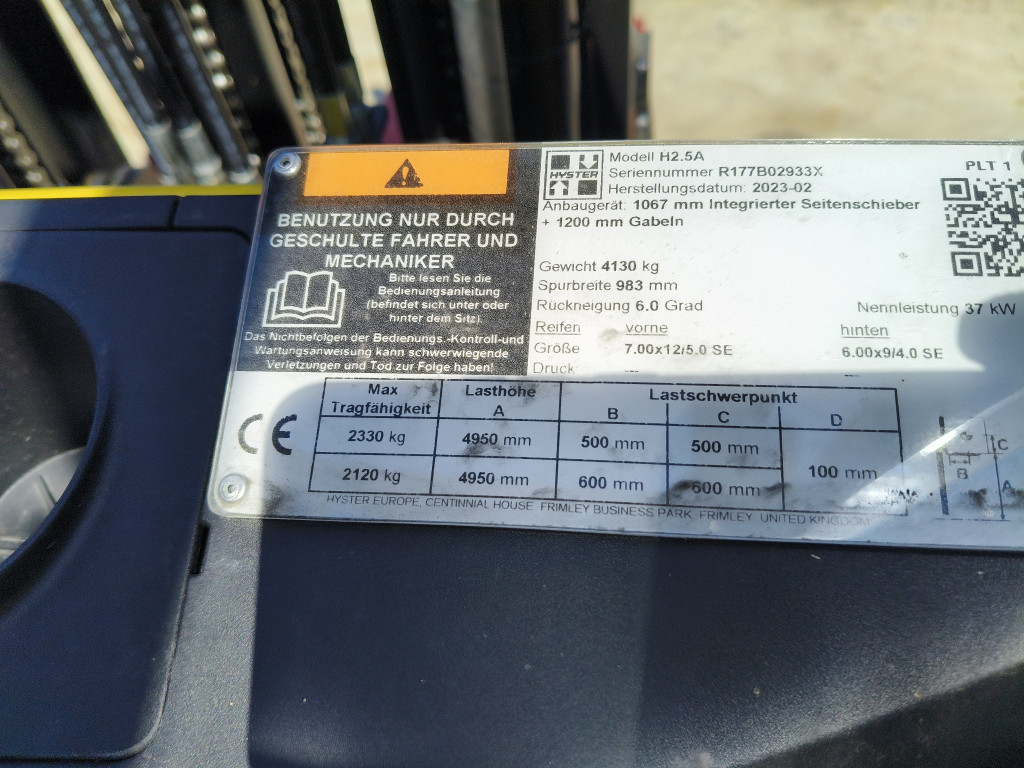 BENUTZUNG NUR DURCH
GESCHULTE FAHRER UND
MECHANIKER
Bitte lesen Sie die
Bedienungsanleitung
(befindet sich unter oder
hinter dem Sitz).
Das Nichtbefolgen der Bedienungs.-Kontroll-und
Wartungsanweisung kann schwerwiegende
Verletzungen und Tod zur Folge haben!
HYSTER
Modell H2.5A
Seriennummer R177B02933X
Herstellungsdatum: 2023-02
PLT 1
Anbaugerät: 1067 mm Integrierter Seitenschieber
+ 1200 mm Gabeln
Gewicht 4130 kg
Spurbreite 983 mm
Rückneigung 6.0 Grad
Nennleistung 37 kW
Reifen vorne hinten
Größe 7.00x12/5.0 SE 6.00x9/4.0 SE
Druck --- ---
Max Lasthöhe Lastschwerpunkt
Tragfähigkeit A B C D
2330 kg 4950 mm 500 mm 500 mm
100 mm
2120 kg 4950 mm 600 mm 600 mm
CE
C
B
A
HYSTER EUROPE, CENTINNIAL HOUSE FRIMLEY BUSINESS PARK, FRIMLEY UNITED KINGDOM